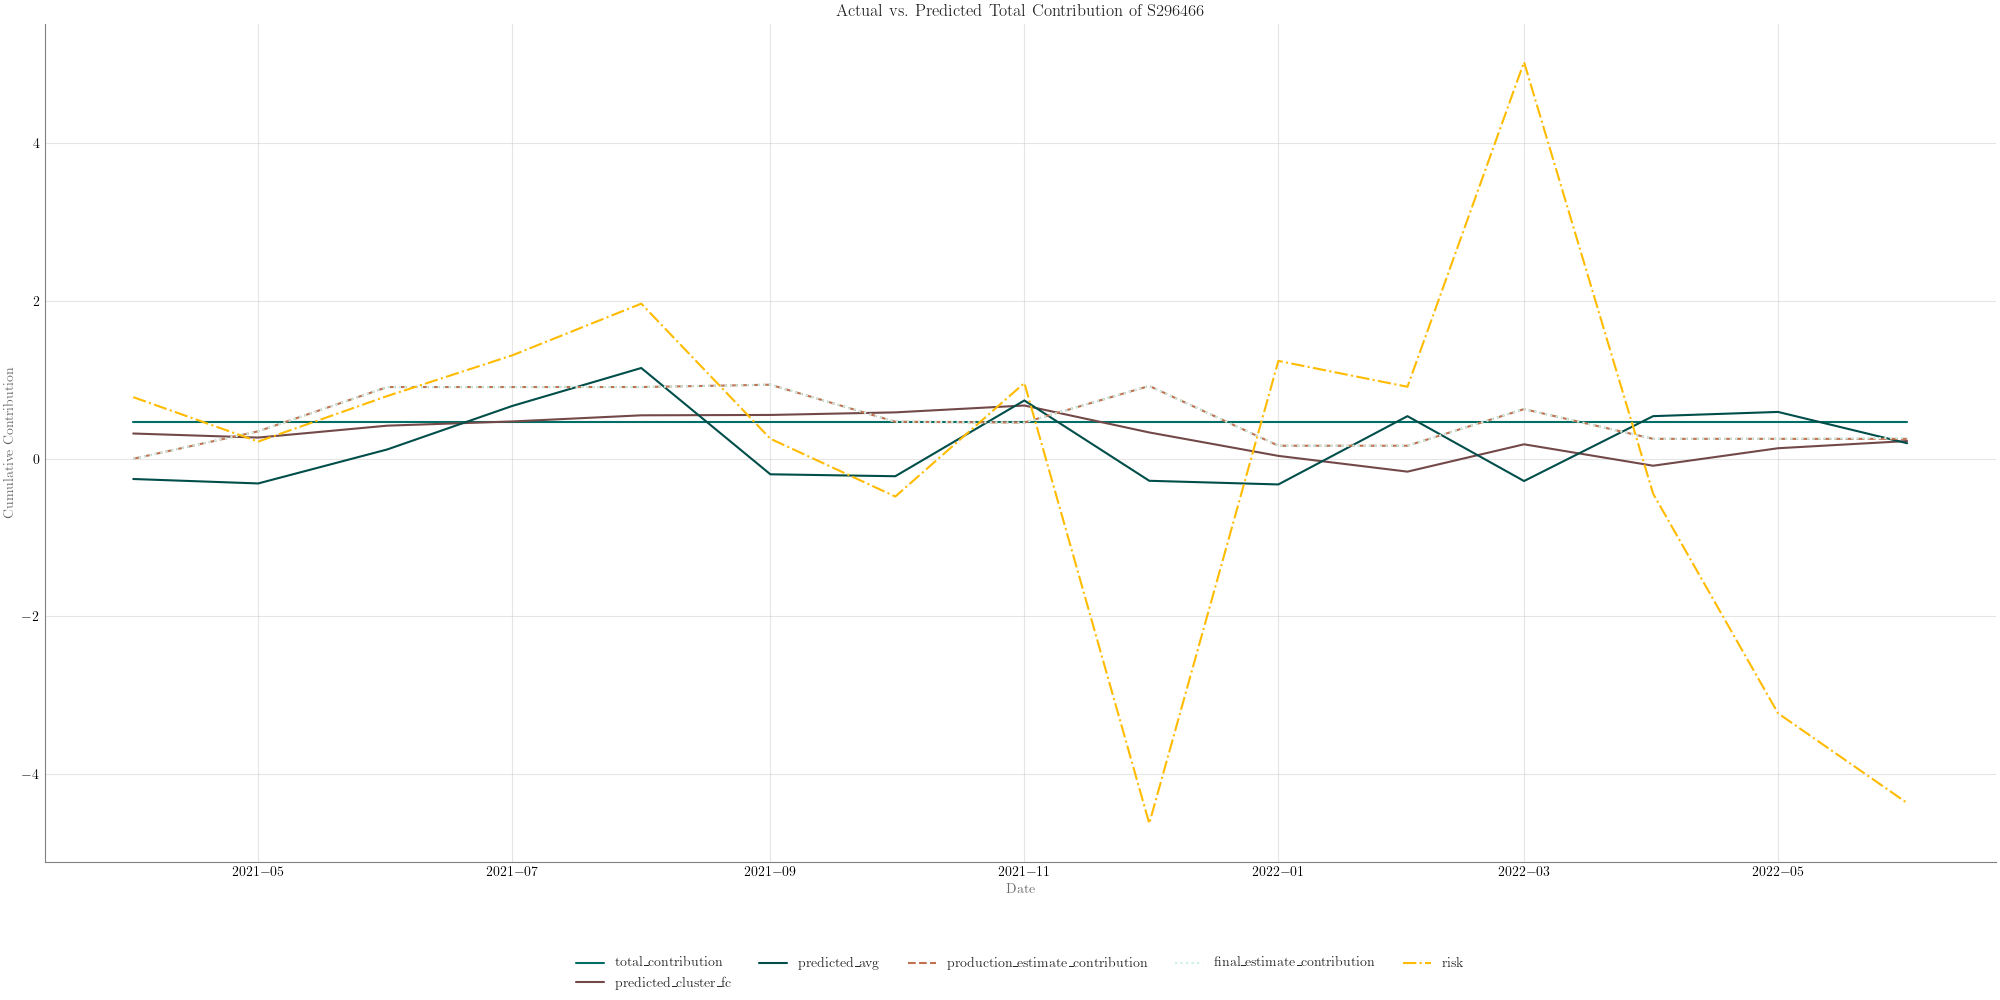 Actual vs. Predicted Total Contribution of S296466
Cumulative Contribution
4
2
0
−2
−4
2021−05 2021−07 2021−09 2021−11 2022−01 2022−03 2022−05
Date
total_contribution predicted_avg production_estimate_contribution final_estimate_contribution risk
predicted_cluster_fc